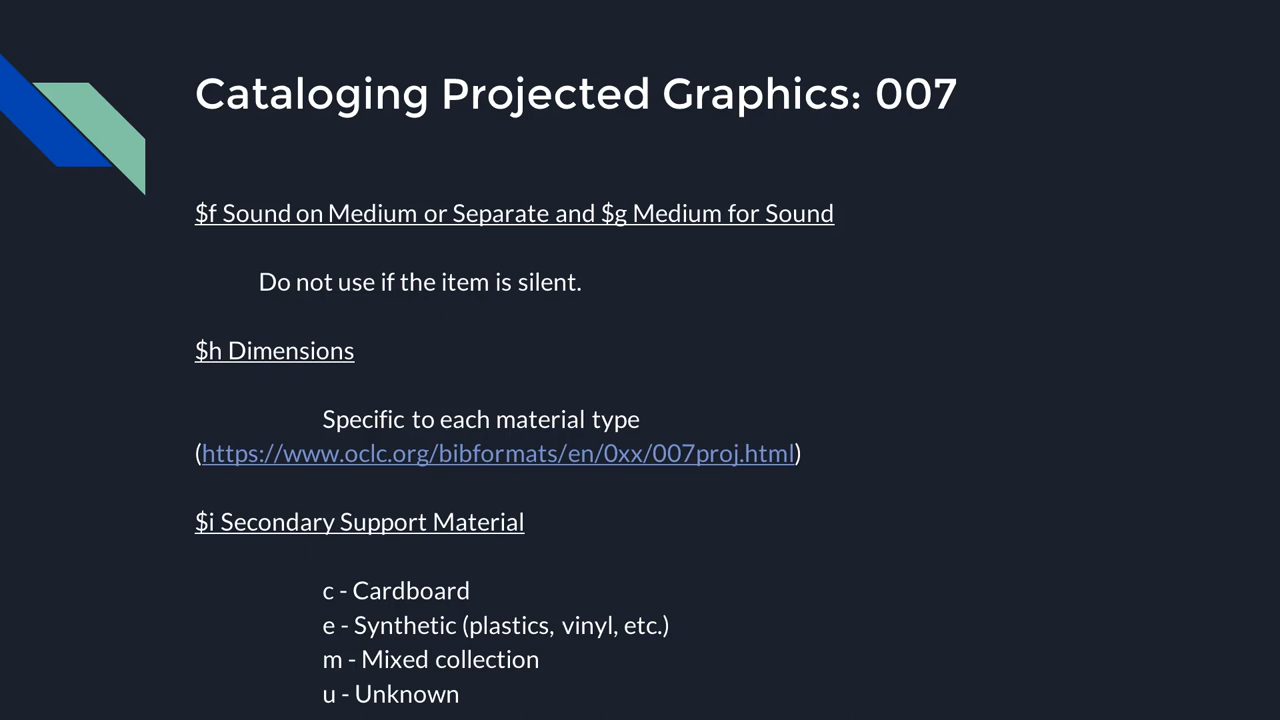 Cataloging Projected Graphics: 007
$f Sound on Medium or Separate and $g Medium for Sound
Do not use if the item is silent.
$h Dimensions
Specific to each material type
(https://www.oclc.org/bibformats/en/0xx/007proj.html)
$i Secondary Support Material
c - Cardboard
e - Synthetic (plastics, vinyl, etc.)
m - Mixed collection
u - Unknown